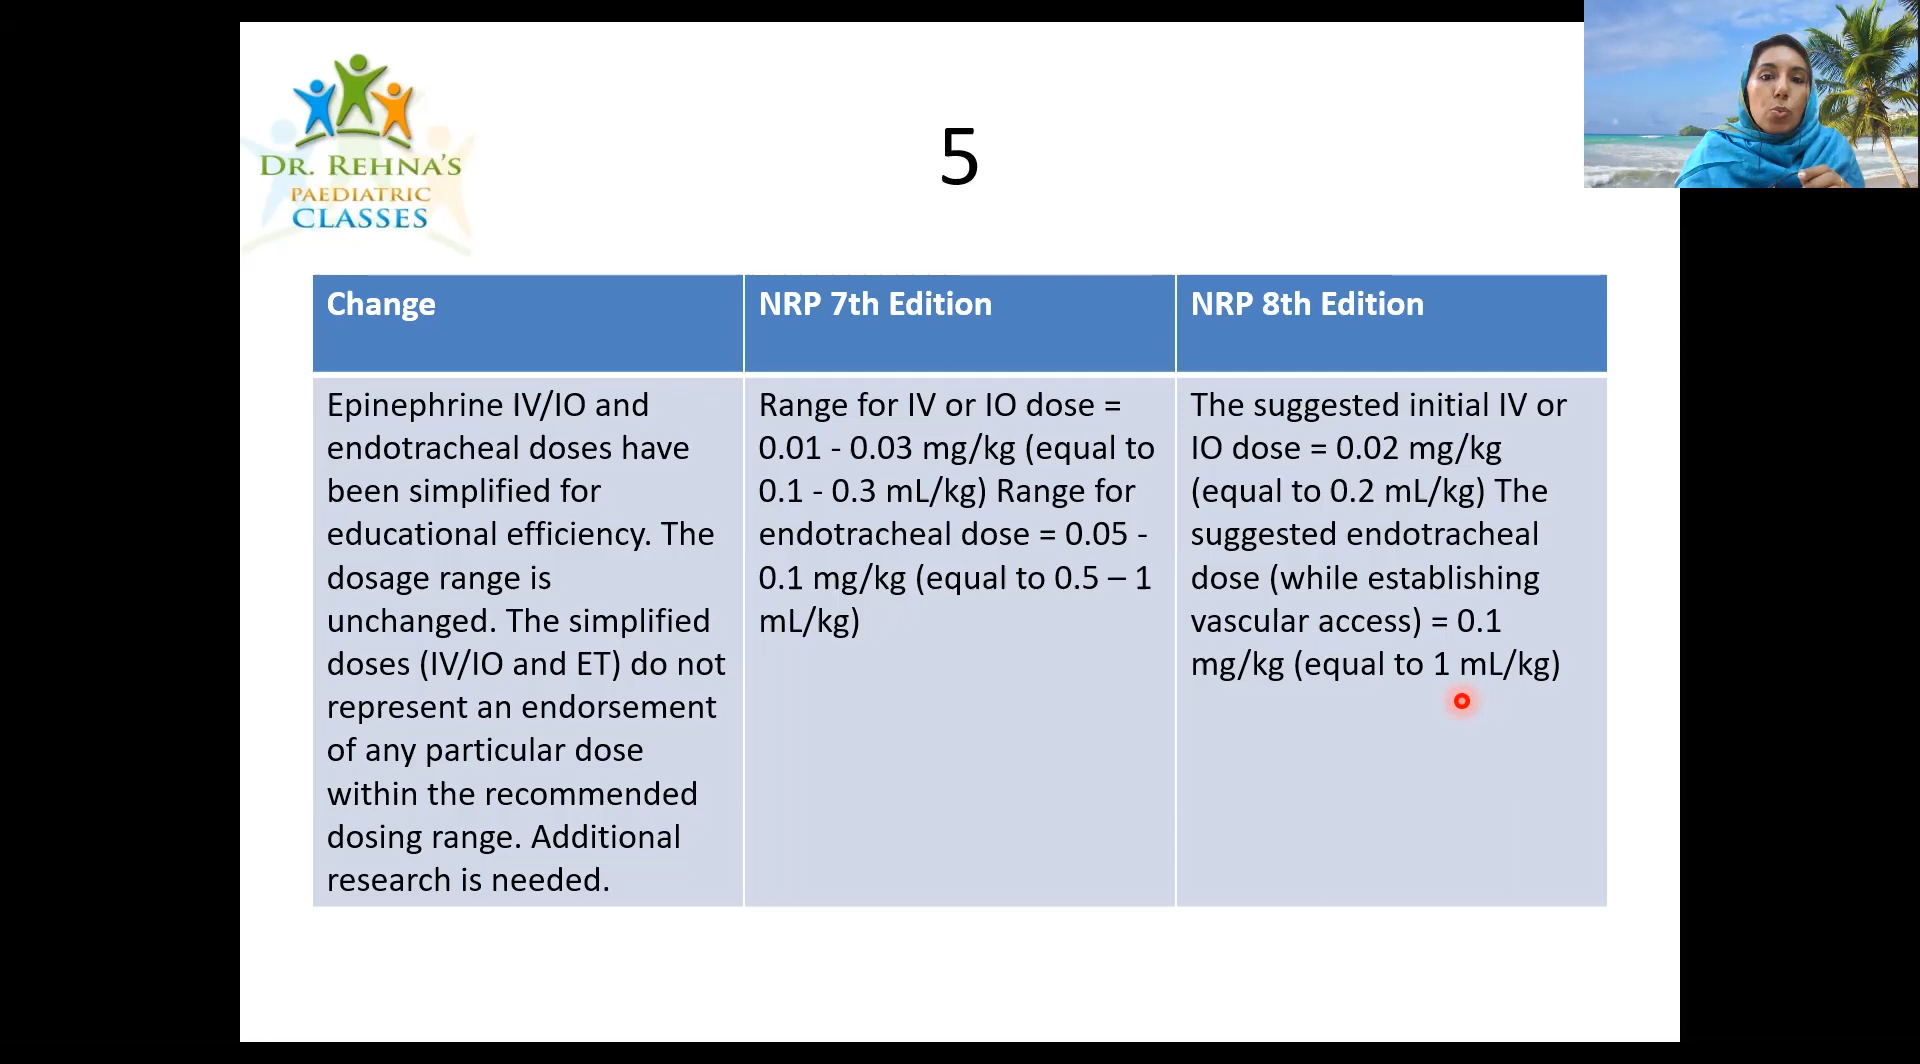 DR. REHNA'S
PAEDIATRIC
CLASSES
5
Change
NRP 7th Edition
NRP 8th Edition
Epinephrine IV/IO and
endotracheal doses have
been simplified for
educational efficiency. The
dosage range is
unchanged. The simplified
doses (IV/IO and ET) do not
represent an endorsement
of any particular dose
within the recommended
dosing range. Additional
research is needed.
Range for IV or IO dose =
0.01 - 0.03 mg/kg (equal to
0.1 - 0.3 mL/kg) Range for
endotracheal dose = 0.05 -
0.1 mg/kg (equal to 0.5 – 1
mL/kg)
The suggested initial IV or
IO dose = 0.02 mg/kg
(equal to 0.2 mL/kg) The
suggested endotracheal
dose (while establishing
vascular access) = 0.1
mg/kg (equal to 1 mL/kg)